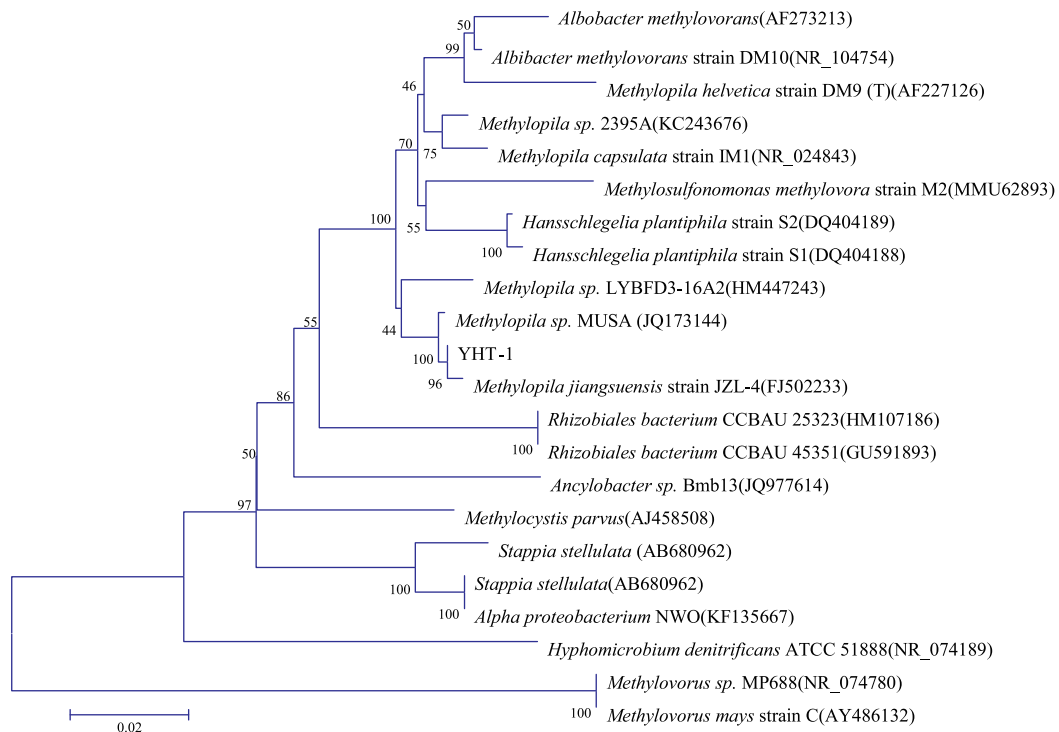 50
Albobacter methylovorans(AF273213)
99
Albibacter methylovorans strain DM10(NR_104754)
46
Methylopila helvetica strain DM9 (T)(AF227126)
Methylopila sp. 2395A(KC243676)
70
75
Methylopila capsulata strain IM1(NR_024843)
Methylosulfonomonas methylovora strain M2(MMU62893)
100
55
Hansschlegelia plantiphila strain S2(DQ404189)
100
Hansschlegelia plantiphila strain S1(DQ404188)
Methylopila sp. LYBFD3-16A2(HM447243)
55
44
Methylopila sp. MUSA (JQ173144)
100
YHT-1
96
Methylopila jiangsuensis strain JZL-4(FJ502233)
86
Rhizobiales bacterium CCBAU 25323(HM107186)
100
Rhizobiales bacterium CCBAU 45351(GU591893)
50
Ancylobacter sp. Bmb13(JQ977614)
97
Methylocystis parvus(AJ458508)
Stappia stellulata (AB680962)
100
Stappia stellulata(AB680962)
100
Alpha proteobacterium NWO(KF135667)
Hyphomicrobium denitrificans ATCC 51888(NR_074189)
Methylovorus sp. MP688(NR_074780)
100
Methylovorus mays strain C(AY486132)
0.02